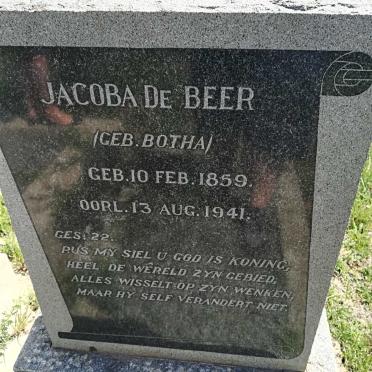 JACOBA DE BEER
(GEB. BOTHA)
GEB. 10 FEB. 1859.
OORL. 13 AUG. 1941.
GES: 22.
RUS MY SIEL U GOD IS KONING,
HEEL DE WÊRELD ZYN GEBIED,
ALLES WISSELT OP ZYN WENKEN,
MAAR HY SELF VERANDERT NIET.